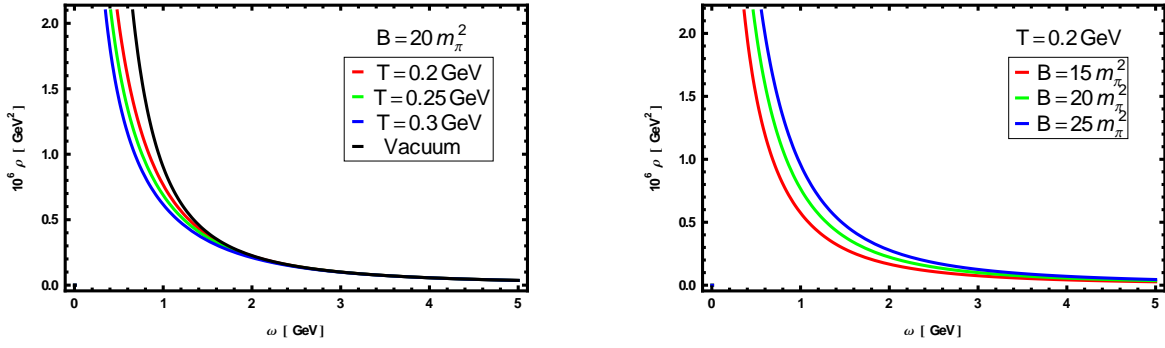 B = 20 m_π^2
T = 0.2 GeV
T = 0.25 GeV
T = 0.3 GeV
Vacuum
10^6 ρ [ GeV^2 ]
2.0
1.5
1.0
0.5
0.0
0 1 2 3 4 5
ω [ GeV ]
T = 0.2 GeV
B = 15 m_π^2
B = 20 m_π^2
B = 25 m_π^2
10^6 ρ [ GeV^2 ]
2.0
1.5
1.0
0.5
0.0
0 1 2 3 4 5
ω [ GeV ]